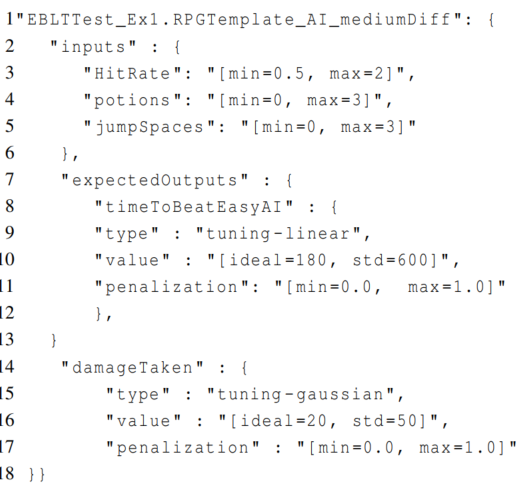 1"EBLTTest_Ex1.RPGTemplate_AI_mediumDiff": {
2 "inputs" : {
3 "HitRate": "[min=0.5, max=2]",
4 "potions": "[min=0, max=3]",
5 "jumpSpaces": "[min=0, max=3]"
6 },
7 "expectedOutputs" : {
8 "timeToBeatEasyAI" : {
9 "type" : "tuning-linear",
10 "value" : "[ideal=180, std=600]",
11 "penalization": "[min=0.0, max=1.0]"
12 },
13 }
14 "damageTaken" : {
15 "type" : "tuning-gaussian",
16 "value" : "[ideal=20, std=50]",
17 "penalization" : "[min=0.0, max=1.0]"
18 }}